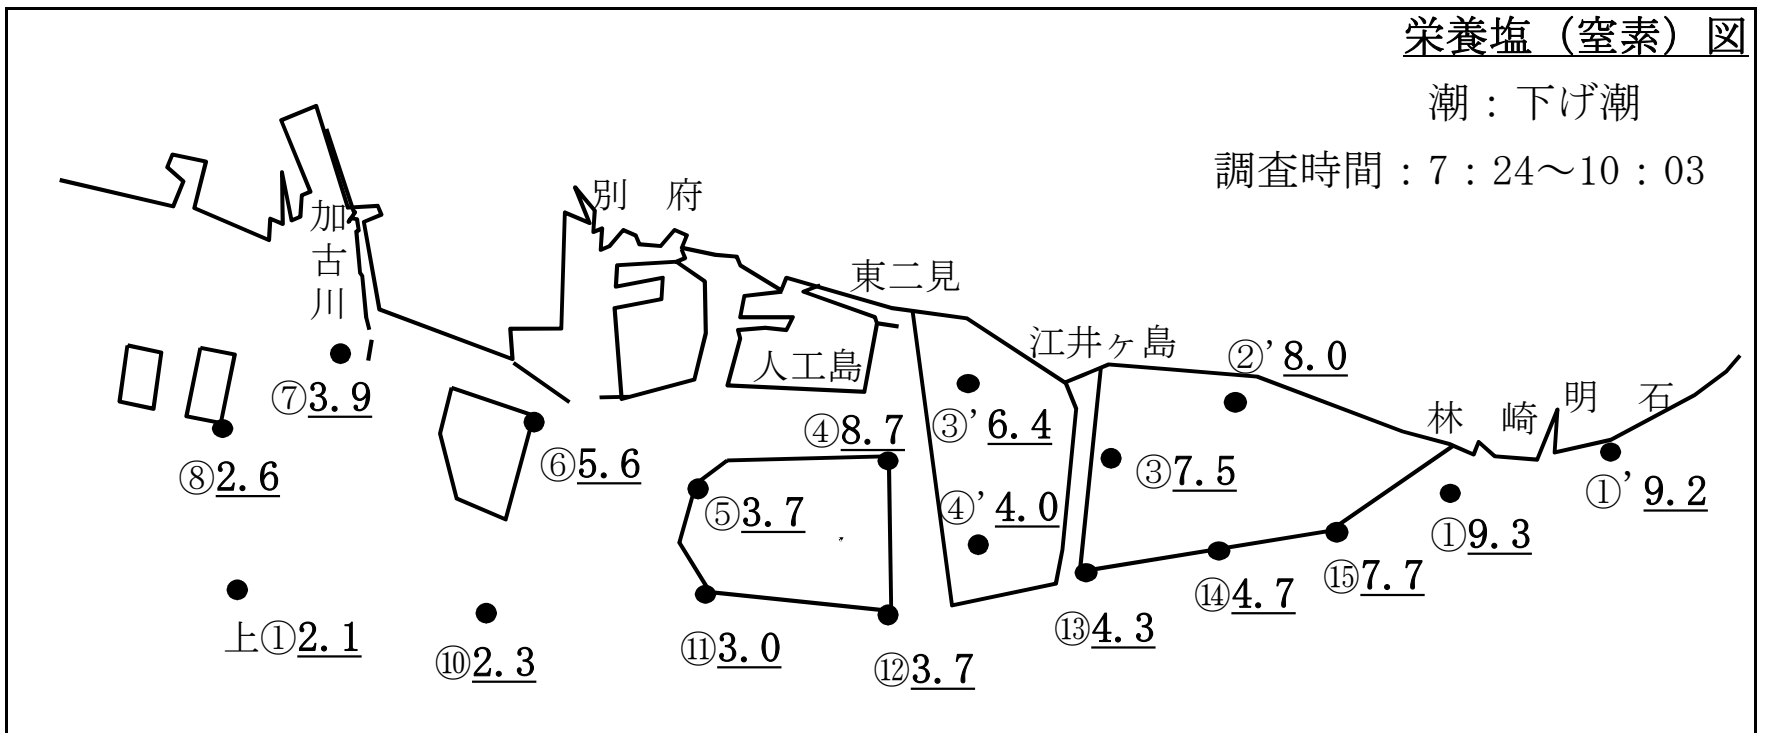 栄養塩（窒素）図
潮：下げ潮
調査時間：7：24～10：03
別 府
加古川
東二見
江井ヶ島
人工島
林 崎
明 石
②’8.0
⑦3.9
④8.7
③’6.4
⑧2.6
⑥5.6
③7.5
①’9.2
⑤3.7
④’4.0
①9.3
⑮7.7
⑭4.7
⑬4.3
上①2.1
⑩2.3
⑪3.0
⑫3.7